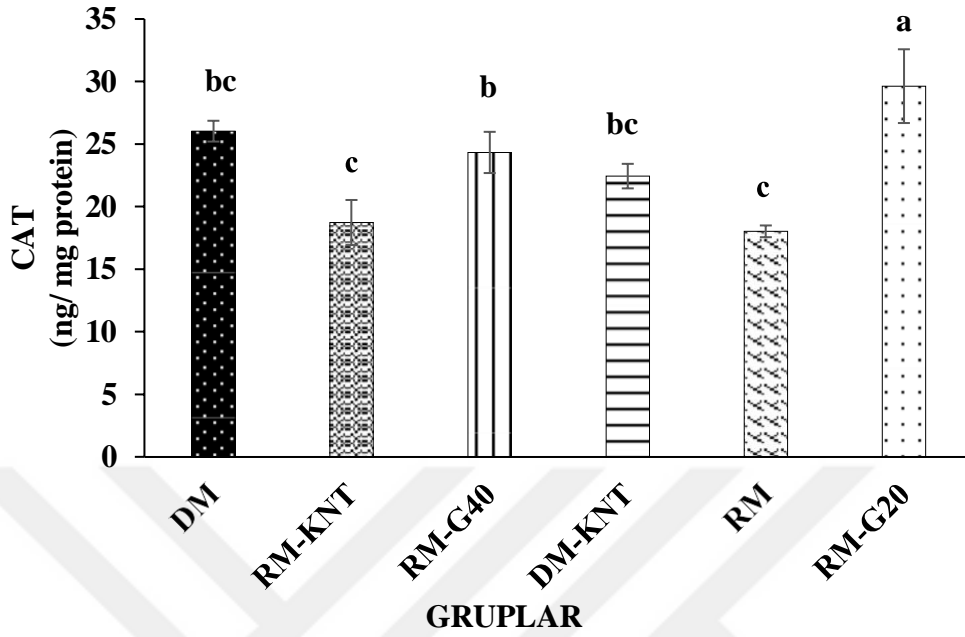 CAT
(ng/ mg protein)
35
30
25
20
15
10
5
0
bc
c
b
bc
c
a
DM
RM-KNT
RM-G40
DM-KNT
RM
RM-G20
GRUPLAR